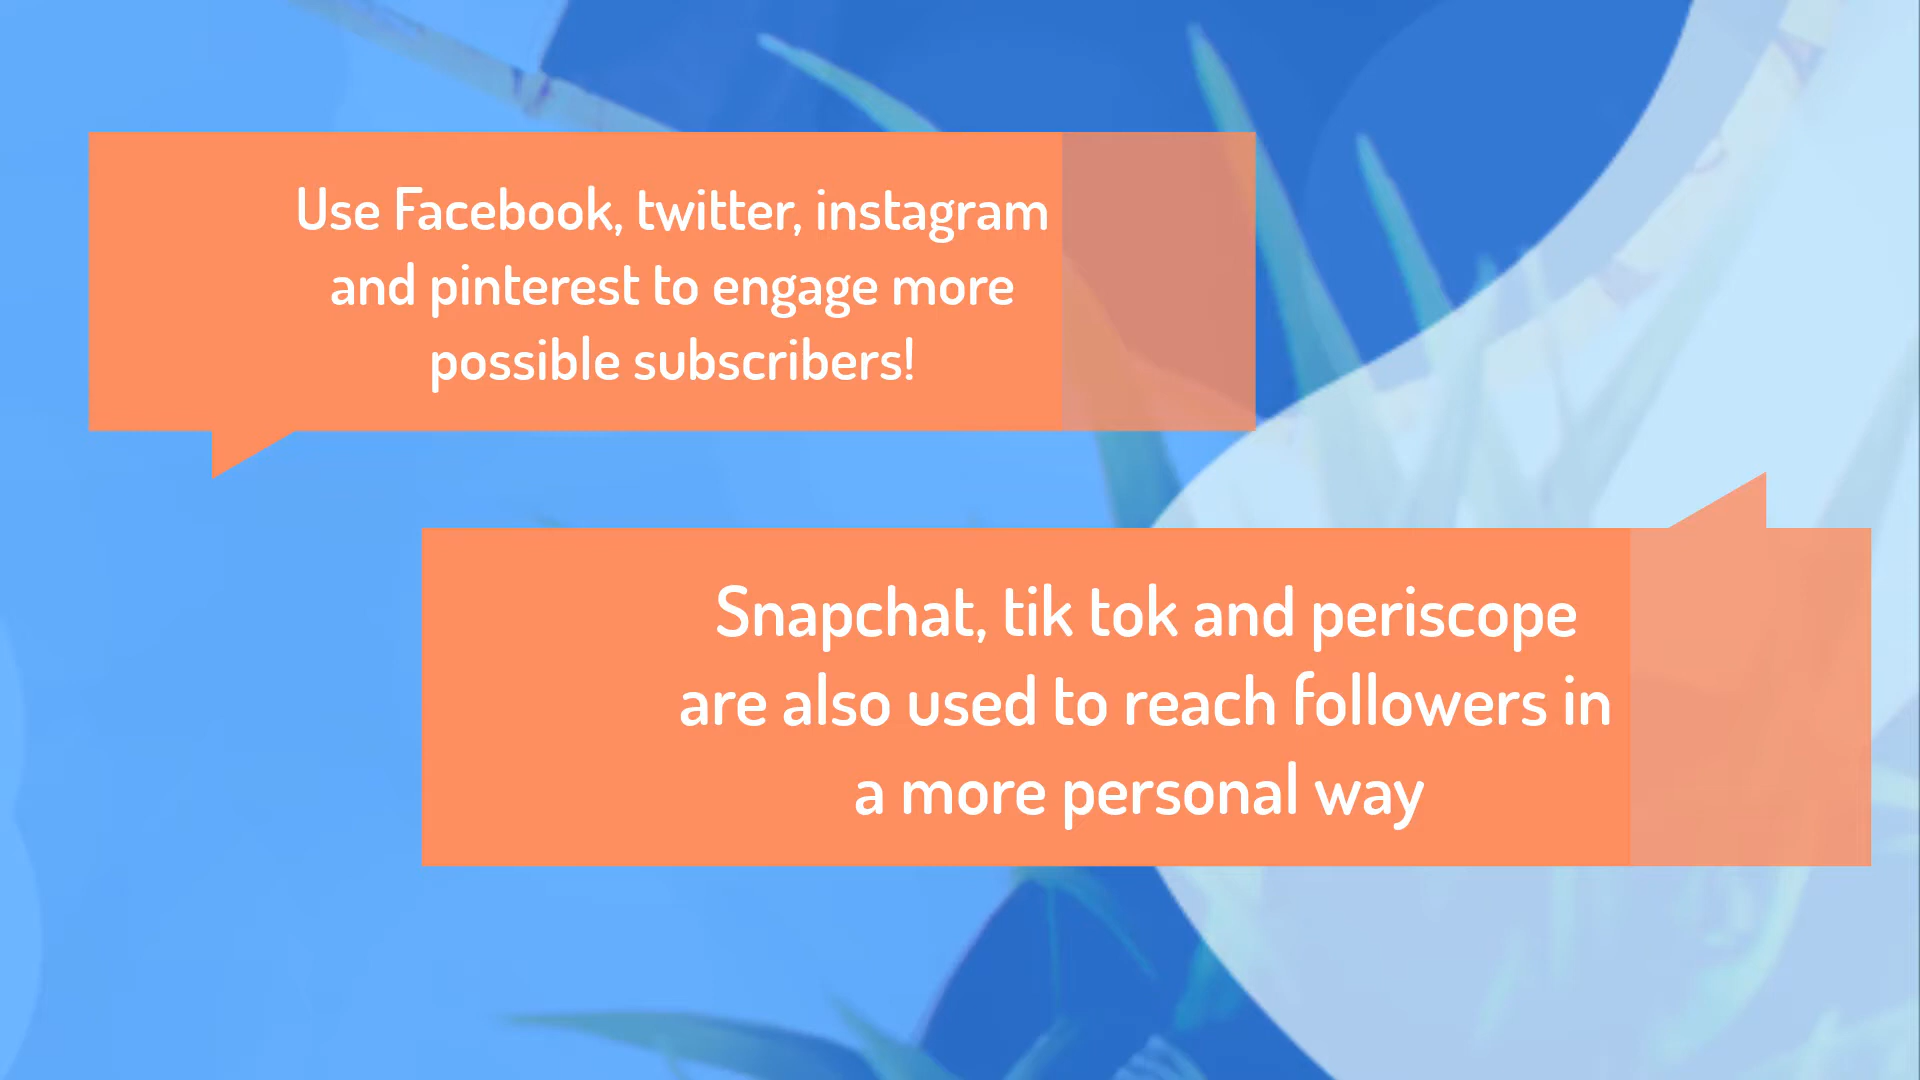 Use Facebook, twitter, instagram
and pinterest to engage more
possible subscribers!
Snapchat, tik tok and periscope
are also used to reach followers in
a more personal way